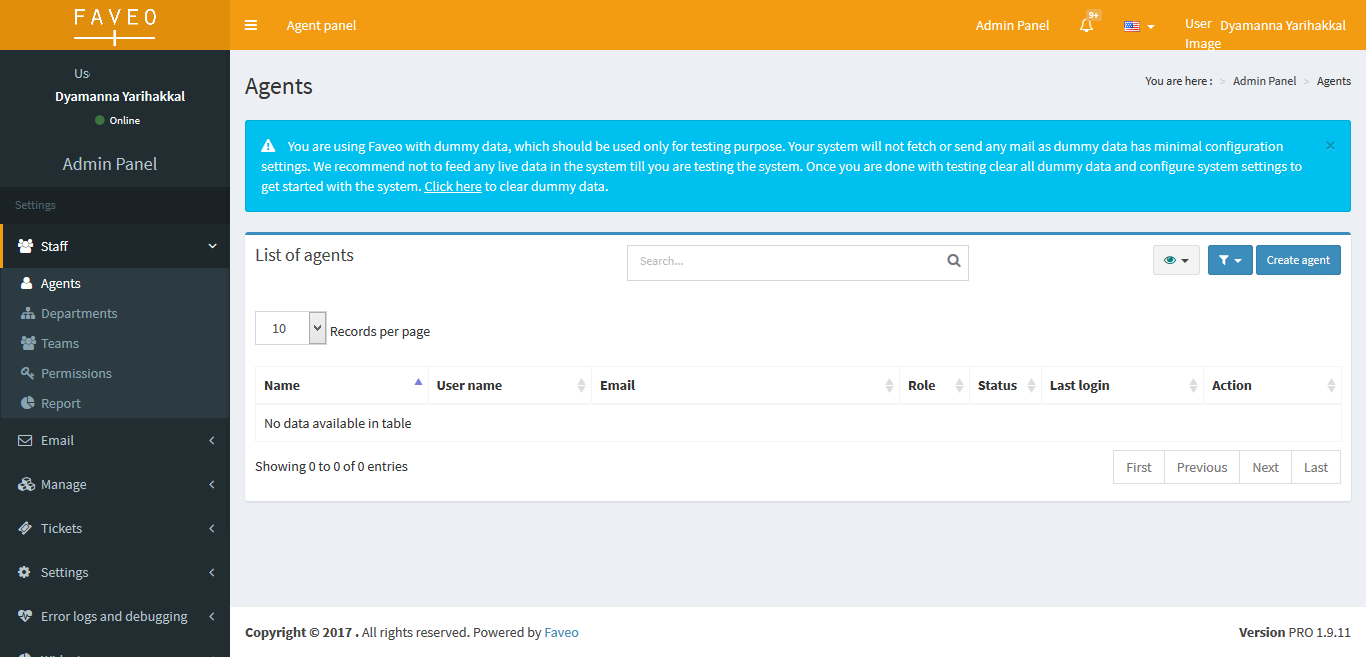 FAVEO
Agent panel
Admin Panel
9+
User
Image
Dyamanna Yarihakkal
Dyamanna Yarihakkal
Online
Admin Panel
Settings
Staff
Agents
Departments
Teams
Permissions
Report
Email
Manage
Tickets
Settings
Error logs and debugging
Agents
You are here : > Admin Panel > Agents
You are using Faveo with dummy data, which should be used only for testing purpose. Your system will not fetch or send any mail as dummy data has minimal configuration
settings. We recommend not to feed any live data in the system till you are testing the system. Once you are done with testing clear all dummy data and configure system settings to
get started with the system. Click here to clear dummy data.
×
List of agents
Search...
Create agent
10 Records per page
Name User name Email Role Status Last login Action
No data available in table
Showing 0 to 0 of 0 entries
First Previous Next Last
Copyright © 2017 . All rights reserved. Powered by Faveo
Version PRO 1.9.11